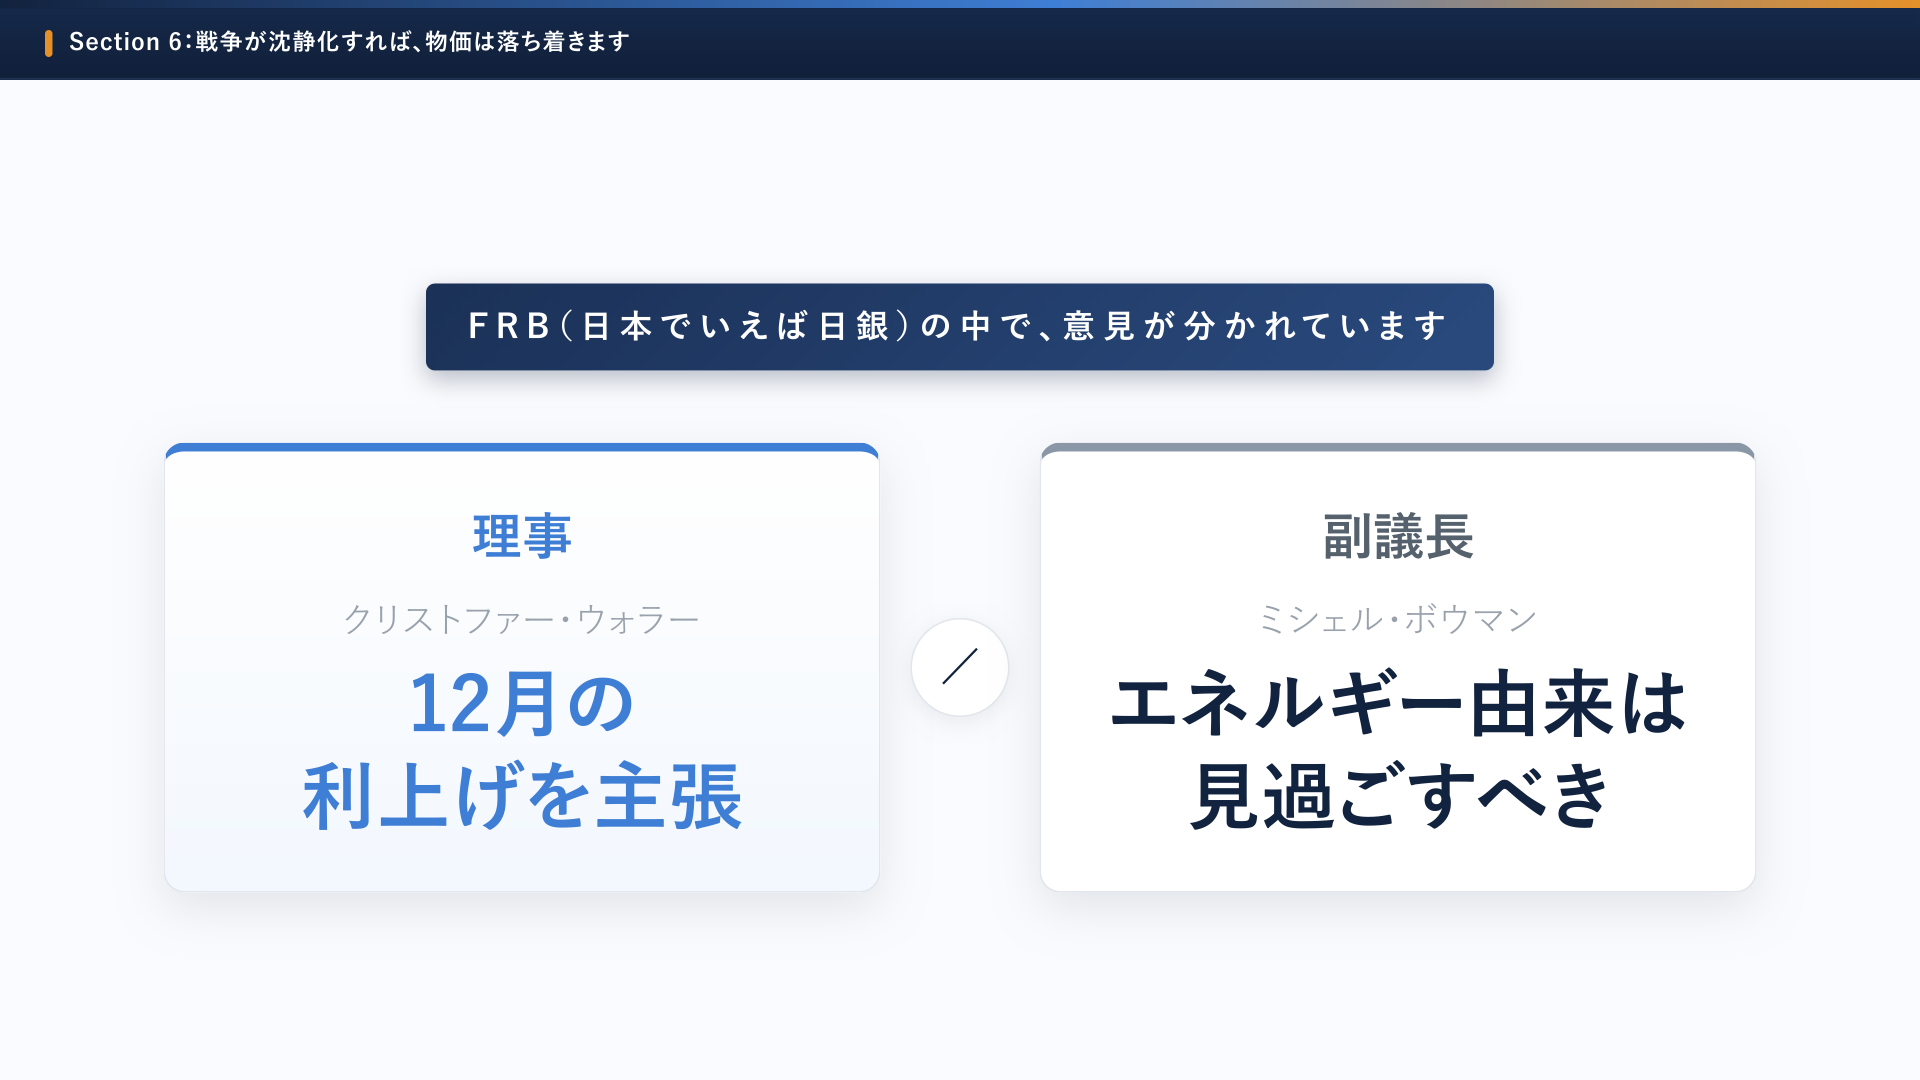 Section 6：戦争が沈静化すれば、物価は落ち着きます
FRB（日本でいえば日銀）の中で、意見が分かれています
理事
クリストファー・ウォラー
12月の
利上げを主張
／
副議長
ミシェル・ボウマン
エネルギー由来は
見過ごすべき